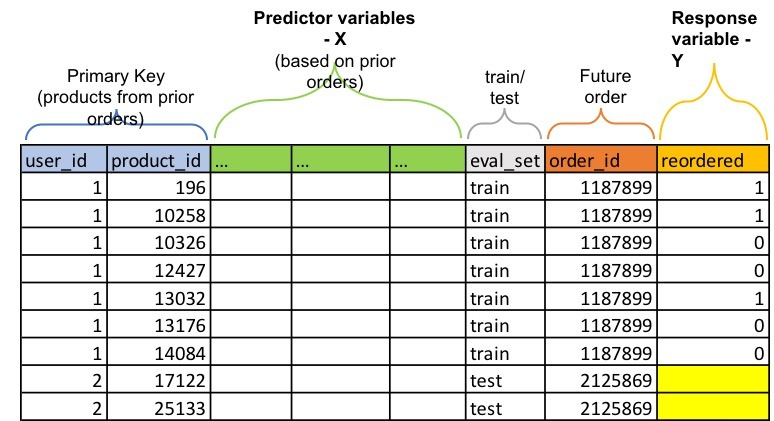 Predictor variables
- X
(based on prior
orders)
Response
variable -
Y
Primary Key
(products from prior
orders)
train/
test
Future
order
user_id product_id ... ... ... eval_set order_id reordered
1 196 train 1187899 1
1 10258 train 1187899 1
1 10326 train 1187899 0
1 12427 train 1187899 0
1 13032 train 1187899 1
1 13176 train 1187899 0
1 14084 train 1187899 0
2 17122 test 2125869
2 25133 test 2125869